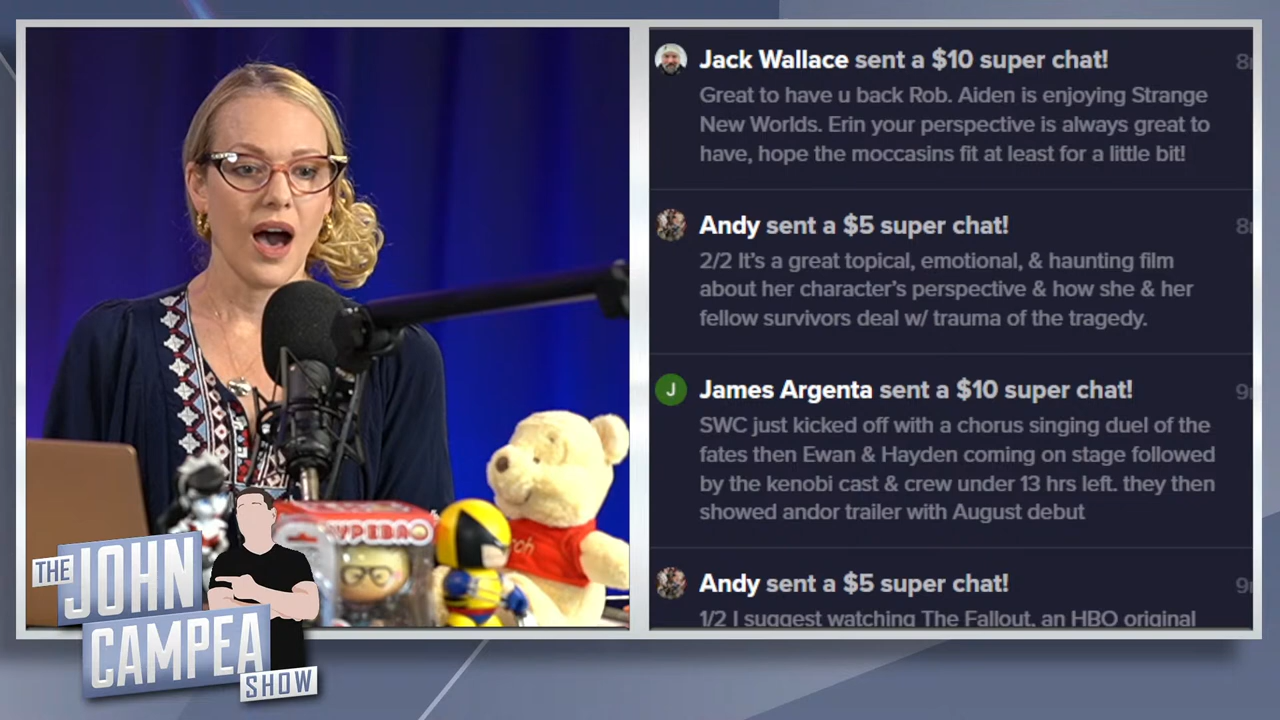 Jack Wallace sent a $10 super chat!
Great to have u back Rob. Aiden is enjoying Strange
New Worlds. Erin your perspective is always great to
have, hope the moccasins fit at least for a little bit!
Andy sent a $5 super chat!
2/2 It's a great topical, emotional, & haunting film
about her character's perspective & how she & her
fellow survivors deal w/ trauma of the tragedy.
James Argenta sent a $10 super chat!
J
SWC just kicked off with a chorus singing duel of the
fates then Ewan & Hayden coming on stage followed
by the kenobi cast & crew under 13 hrs left. they then
showed andor trailer with August debut
Andy sent a $5 super chat!
1/2 I suggest watching The Fallout, an HBO original
THE
JOHN
CAMPEA
SHOW